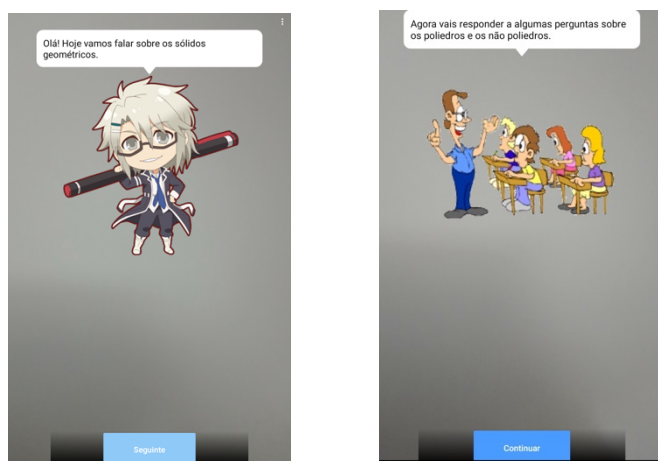 Olá! Hoje vamos falar sobre os sólidos
geométricos.
Seguinte
Agora vais responder a algumas perguntas sobre
os poliedros e os não poliedros.
Continuar